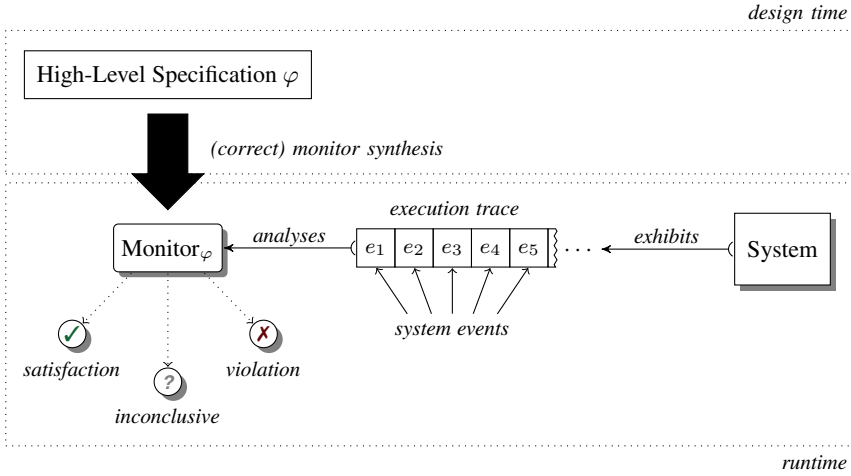 design time
High-Level Specification φ
(correct) monitor synthesis
execution trace
Monitorφ
analyses
e1 e2 e3 e4 e5 ...
exhibits
System
system events
✓
✗
satisfaction
violation
?
inconclusive
runtime